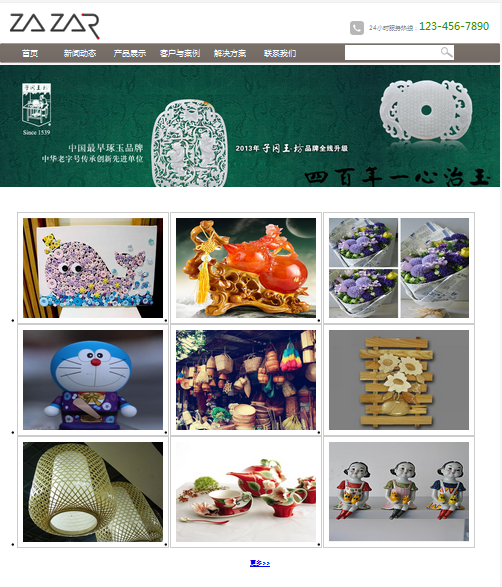 ZA ZAR
24小时服务热线：123-456-7890
首页 新闻动态 产品展示 客户与案例 解决方案 联系我们
子冈玉坊
Since 1539
中国最早琢玉品牌
中华老字号传承创新先进单位
2013年 子冈玉坊 品牌全线升级
四百年一心治玉
更多>>